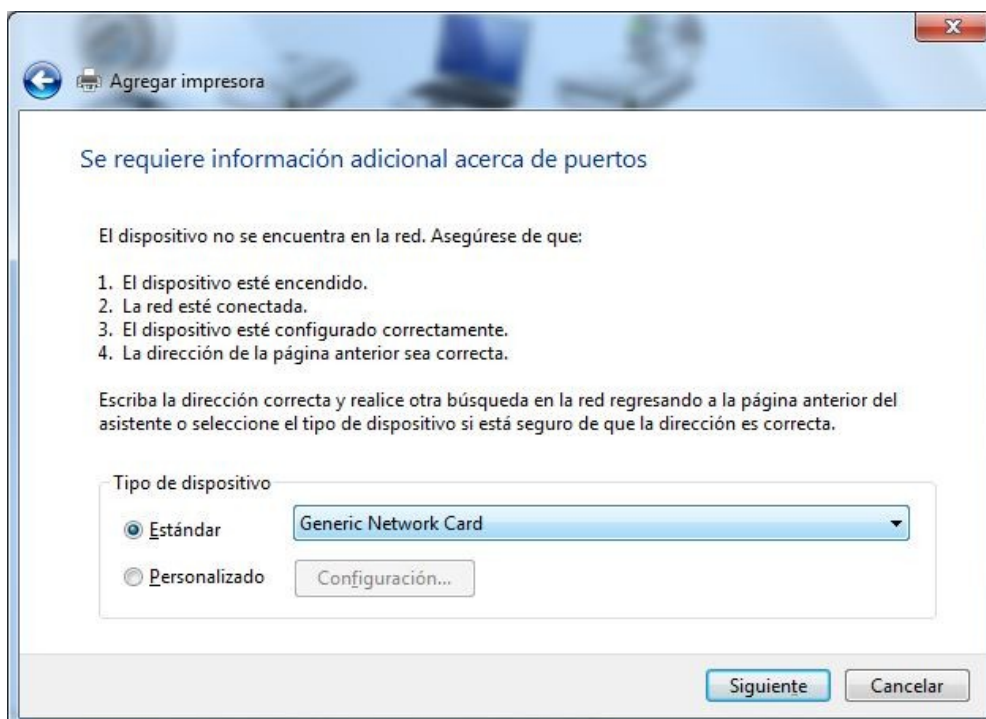 Agregar impresora
Se requiere información adicional acerca de puertos
El dispositivo no se encuentra en la red. Asegúrese de que:
1. El dispositivo esté encendido.
2. La red esté conectada.
3. El dispositivo esté configurado correctamente.
4. La dirección de la página anterior sea correcta.
Escriba la dirección correcta y realice otra búsqueda en la red regresando a la página anterior del
asistente o seleccione el tipo de dispositivo si está seguro de que la dirección es correcta.
Tipo de dispositivo
Estándar
Generic Network Card
Personalizado
Configuración...
Siguiente
Cancelar